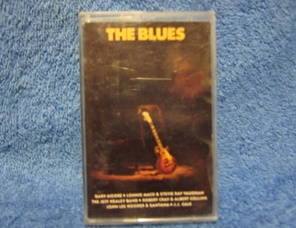 THE BLUES
GARY MOORE • LONNIE MACK & STEVIE RAY VAUGHAN
THE JEFF HEALEY BAND • ROBERT CRAY & ALBERT COLLINS
JOHN LEE HOOKER & SANTANA • J.J. CALE